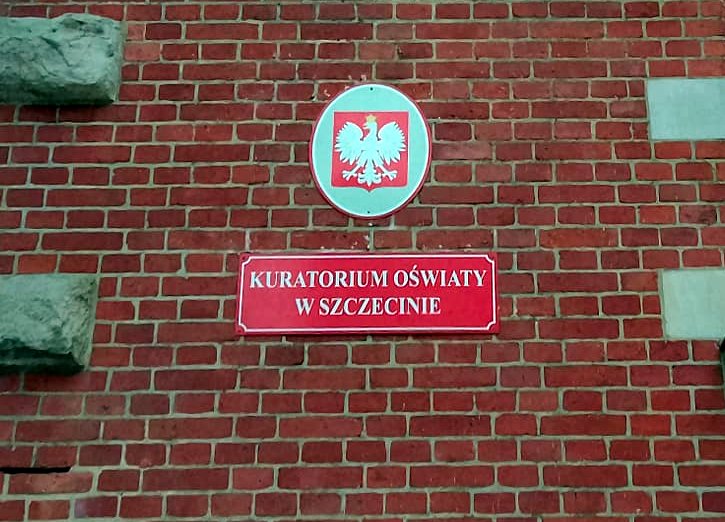 KURATORIUM OŚWIATY
W SZCZECINIE